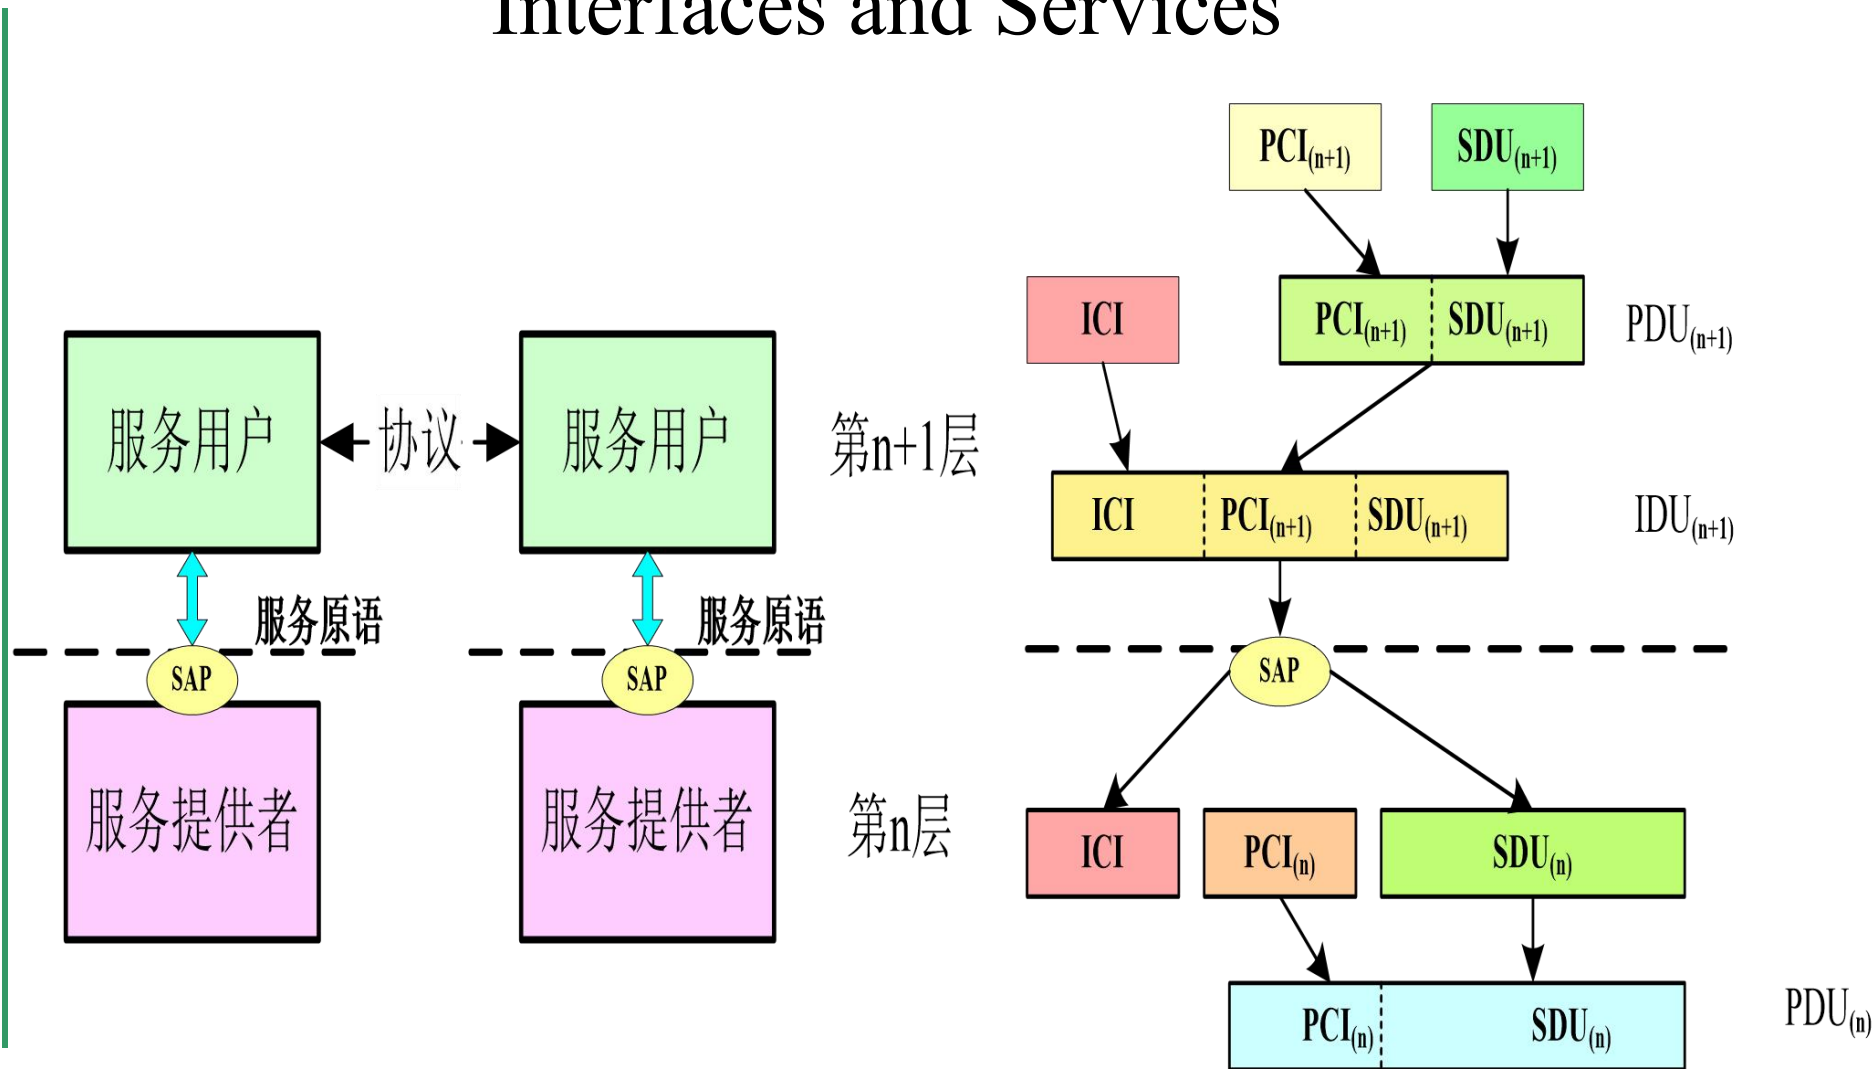 Interfaces and Services
PCI(n+1)
SDU(n+1)
ICI
PCI(n+1)
SDU(n+1)
PDU(n+1)
服务用户
协议
服务用户
第n+1层
ICI
PCI(n+1)
SDU(n+1)
IDU(n+1)
服务原语
服务原语
SAP
SAP
SAP
服务提供者
服务提供者
第n层
ICI
PCI(n)
SDU(n)
PCI(n)
SDU(n)
PDU(n)